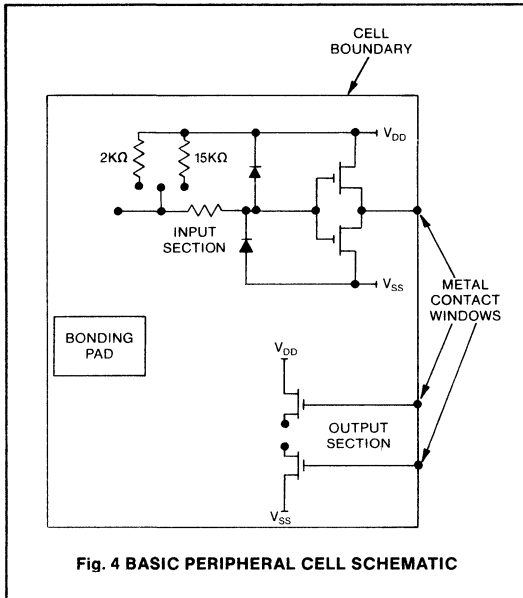 CELL
BOUNDARY
VDD
2KΩ
15KΩ
INPUT
SECTION
VSS
METAL
CONTACT
WINDOWS
BONDING
PAD
VDD
OUTPUT
SECTION
VSS
Fig. 4 BASIC PERIPHERAL CELL SCHEMATIC